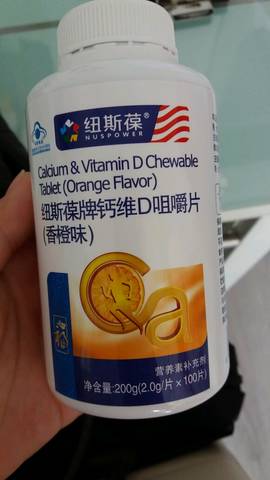 纽斯葆®
NUSPOWER
Calcium & Vitamin D Chewable
Tablet (Orange Flavor)
纽斯葆牌钙维D咀嚼片
(香橙味)
Ca
营养素补充剂
净含量:200g(2.0g/片×100片)